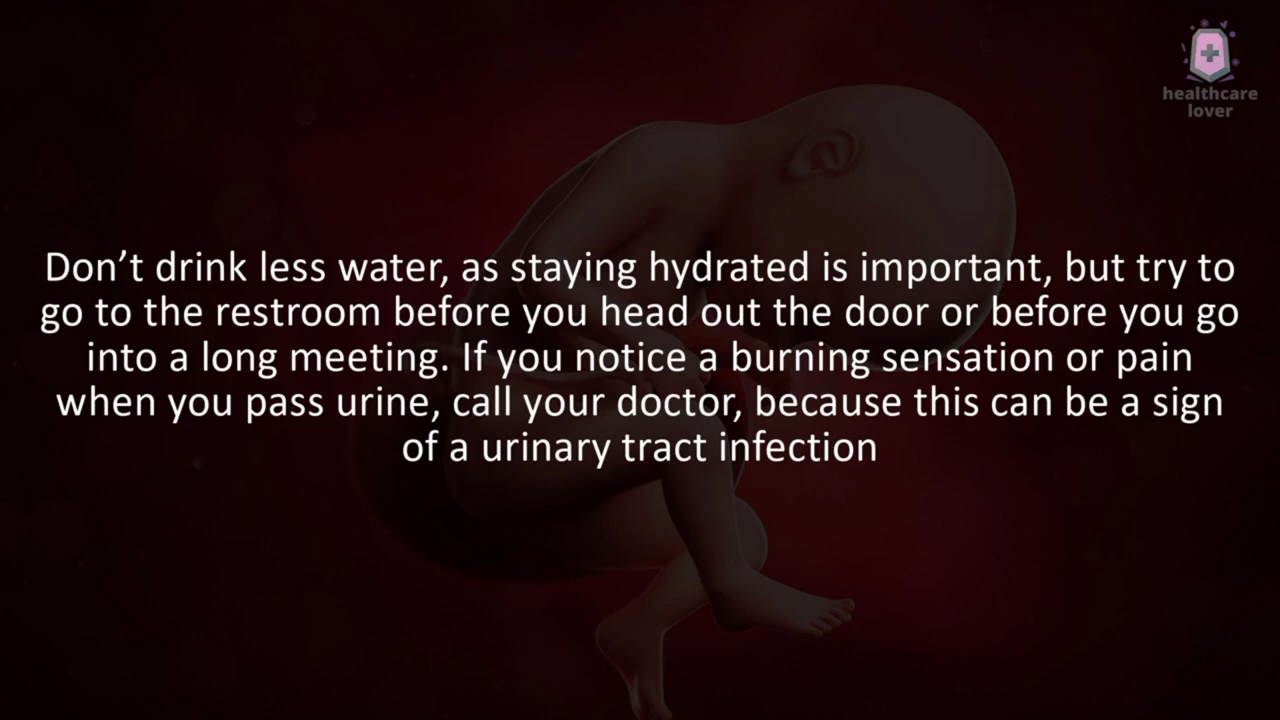 healthcare
lover
Don’t drink less water, as staying hydrated is important, but try to
go to the restroom before you head out the door or before you go
into a long meeting. If you notice a burning sensation or pain
when you pass urine, call your doctor, because this can be a sign
of a urinary tract infection